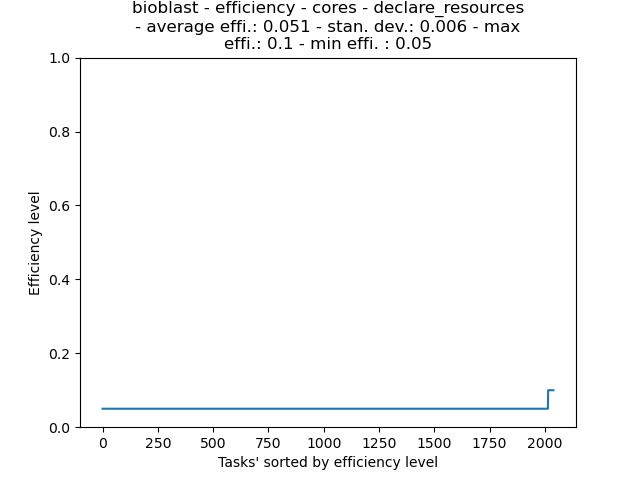 bioblast - efficiency - cores - declare_resources
- average effi.: 0.051 - stan. dev.: 0.006 - max
effi.: 0.1 - min effi. : 0.05
1.0
0.8
0.6
0.4
0.2
0.0
Efficiency level
0 250 500 750 1000 1250 1500 1750 2000
Tasks' sorted by efficiency level